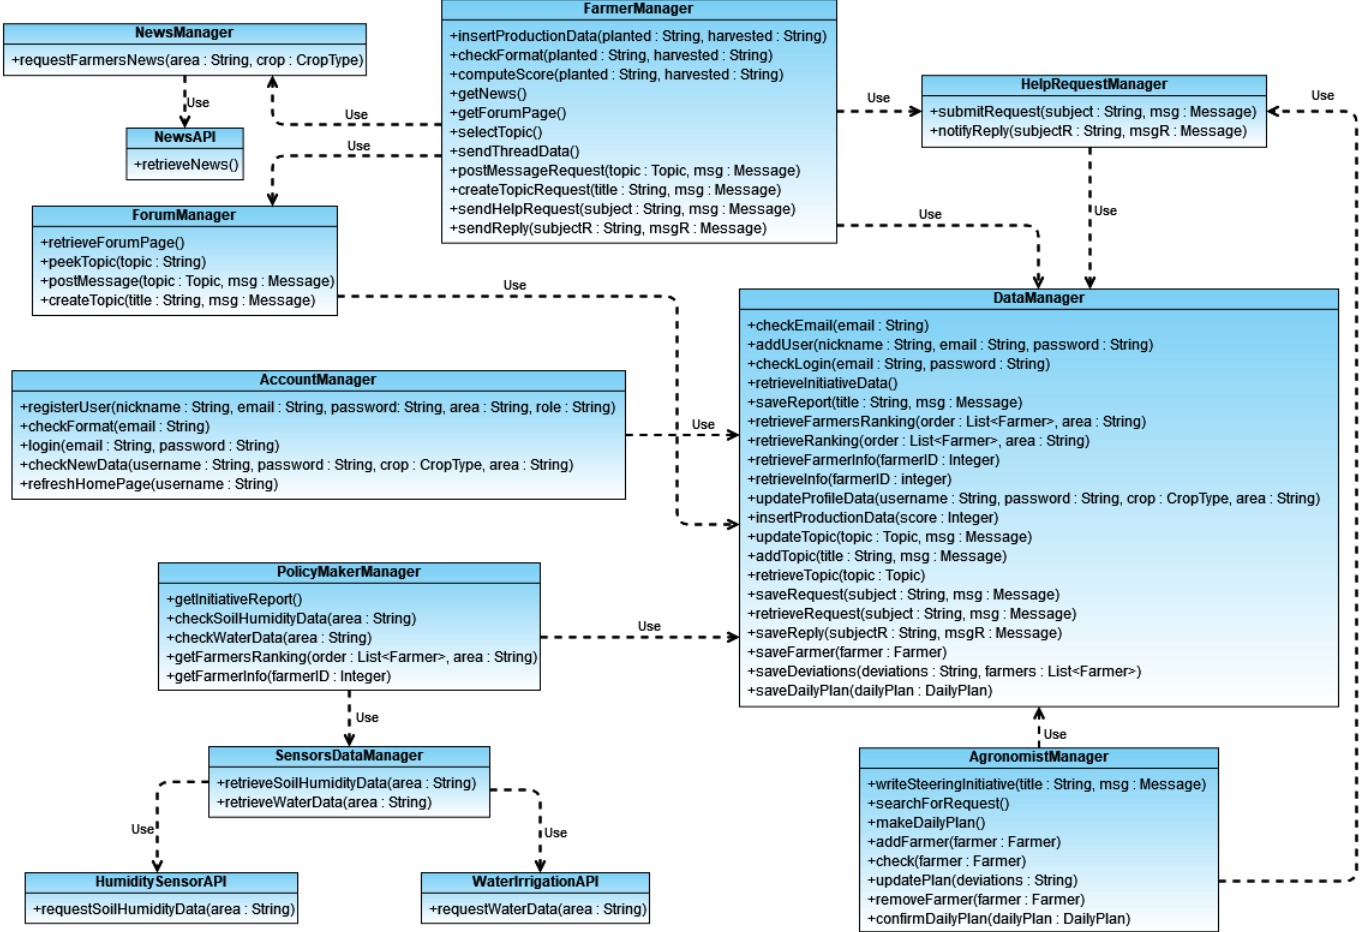 NewsManager
+requestFarmersNews(area : String, crop : CropType)
Use
NewsAPI
+retrieveNews()
FarmerManager
+insertProductionData(planted : String, harvested : String)
+checkFormat(planted : String, harvested : String)
+computeScore(planted : String, harvested : String)
+getNews()
+getForumPage()
+selectTopic()
+sendThreadData()
+postMessageRequest(topic : Topic, msg : Message)
+createTopicRequest(title : String, msg : Message)
+sendHelpRequest(subject : String, msg : Message)
+sendReply(subjectR : String, msgR : Message)
Use
Use
Use
Use
HelpRequestManager
+submitRequest(subject : String, msg : Message)
+notifyReply(subjectR : String, msgR : Message)
Use
Use
ForumManager
+retrieveForumPage()
+peekTopic(topic : String)
+postMessage(topic : Topic, msg : Message)
+createTopic(title : String, msg : Message)
Use
DataManager
+checkEmail(email : String)
+addUser(nickname : String, email : String, password : String)
+checkLogin(email : String, password : String)
+retrieveInitiativeData()
+saveReport(title : String, msg : Message)
+retrieveFarmersRanking(order : List<Farmer>, area : String)
+retrieveRanking(order : List<Farmer>, area : String)
+retrieveFarmerInfo(farmerID : Integer)
+retrieveInfo(farmerID : integer)
+updateProfileData(username : String, password : String, crop : CropType, area : String)
+insertProductionData(score : Integer)
+updateTopic(topic : Topic, msg : Message)
+addTopic(title : String, msg : Message)
+retrieveTopic(topic : Topic)
+saveRequest(subject : String, msg : Message)
+retrieveRequest(subject : String, msg : Message)
+saveReply(subjectR : String, msgR : Message)
+saveFarmer(farmer : Farmer)
+saveDeviations(deviations : String, farmers : List<Farmer>)
+saveDailyPlan(dailyPlan : DailyPlan)
AccountManager
+registerUser(nickname : String, email : String, password: String, area : String, role : String)
+checkFormat(email : String)
+login(email : String, password : String)
+checkNewData(username : String, password : String, crop : CropType, area : String)
+refreshHomePage(username : String)
Use
PolicyMakerManager
+getInitiativeReport()
+checkSoilHumidityData(area : String)
+checkWaterData(area : String)
+getFarmersRanking(order : List<Farmer>, area : String)
+getFarmerInfo(farmerID : Integer)
Use
Use
SensorsDataManager
+retrieveSoilHumidityData(area : String)
+retrieveWaterData(area : String)
Use
Use
HumiditySensorAPI
+requestSoilHumidityData(area : String)
WaterIrrigationAPI
+requestWaterData(area : String)
Use
AgronomistManager
+writeSteeringInitiative(title : String, msg : Message)
+searchForRequest()
+makeDailyPlan()
+addFarmer(farmer : Farmer)
+check(farmer : Farmer)
+updatePlan(deviations : String)
+removeFarmer(farmer : Farmer)
+confirmDailyPlan(dailyPlan : DailyPlan)